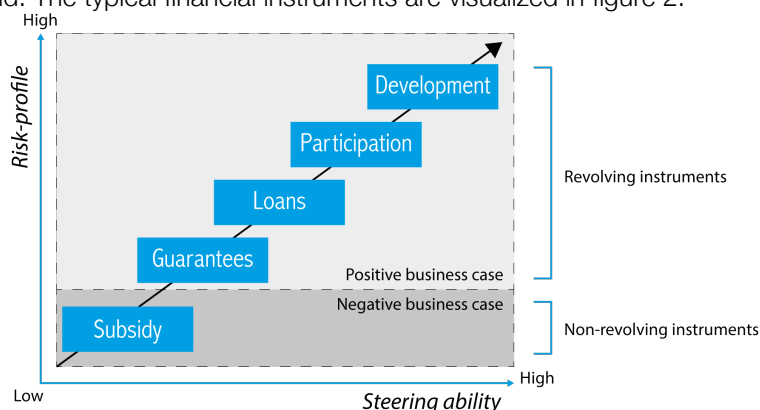 nd. The typical financial instruments are visualized in figure 2.
High
Risk-profile
Development
Participation
Loans
Guarantees
Subsidy
Positive business case
Negative business case
Revolving instruments
Non-revolving instruments
Low
High
Steering ability